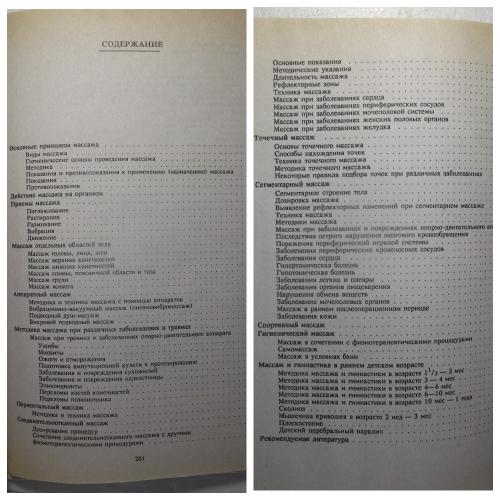 СОДЕРЖАНИЕ
Основные принципы массажа
Виды массажа
Гигиенические основы проведения массажа
Методика
Показания и противопоказания к применению (назначению) массажа
Показания
Противопоказания
Действие массажа на организм
Приемы массажа
Поглаживание
Растирание
Разминание
Вибрация
Движение
Массаж отдельных областей тела
Массаж головы, лица, шеи
Массаж верхних конечностей
Массаж нижних конечностей
Массаж спины, поясничной области и таза
Массаж груди
Массаж живота
Аппаратный массаж
Методика и техника массажа с помощью аппаратов
Вибрационно-вакуумный массаж (пневмовибромассаж)
Подводный душ-массаж
Вихревой подводный массаж
Методика массажа при различных заболеваниях и травмах
Массаж при травмах и заболеваниях опорно-двигательного аппарата
Ушибы
Миозиты
Ожоги и отморожения
Подготовка ампутационной культи к протезированию
Заболевания и повреждения сухожилий
Заболевания и повреждения надкостницы
Эпикондилиты
Переломы костей конечностей
Переломы позвоночника
Периостальный массаж
Методика и техника массажа
Соединительнотканный массаж
Дозирование процедур
Сочетание соединительнотканного массажа с другими
физиотерапевтическими процедурами
261
Основные показания
Методические указания
Длительность массажа
Рефлекторные зоны
Техника массажа
Массаж при заболеваниях сердца
Массаж при заболеваниях периферических сосудов
Массаж при заболеваниях мочеполовой системы
Массаж при заболеваниях женских половых органов
Массаж при заболеваниях желудка
Точечный массаж
Основы точечного массажа
Способы нахождения точек
Техника точечного массажа
Методика точечного массажа
Некоторые правила подбора точек при различных заболеваниях
Сегментарный массаж
Сегментарное строение тела
Дозировка массажа
Выявление рефлекторных изменений при сегментарном массаже
Техника массажа
Методики массажа
Массаж при заболеваниях и повреждениях опорно-двигательного
Последствия острого нарушения мозгового кровообращения
Поражения периферической нервной системы
Заболевания периферических кровеносных сосудов
Заболевания сердца
Гипертоническая болезнь
Гипотоническая болезнь
Заболевания легких и плевры
Заболевания органов пищеварения
Нарушения обмена веществ
Заболевания мочеполовых органов
Массаж в раннем послеоперационном периоде
Заболевания кожи
Спортивный массаж
Гигиенический массаж
Массаж в сочетании с физиотерапевтическими процедурами
Самомассаж
Массаж в условиях бани
Массаж и гимнастика в раннем детском возрасте
Методика массажа и гимнастики в возрасте 1½ — 3 мес
Методика массажа и гимнастики в возрасте 3 — 4 мес
Методика массажа и гимнастики в возрасте 4—6 мес
Методика массажа и гимнастики в возрасте 6—10 мес
Методика массажа и гимнастики в возрасте 10 мес — 1 года
Сколиоз
Мышечная кривошея в возрасте 2 нед — 3 мес
Плоскостопие
Детский церебральный паралич
Рекомендуемая литература